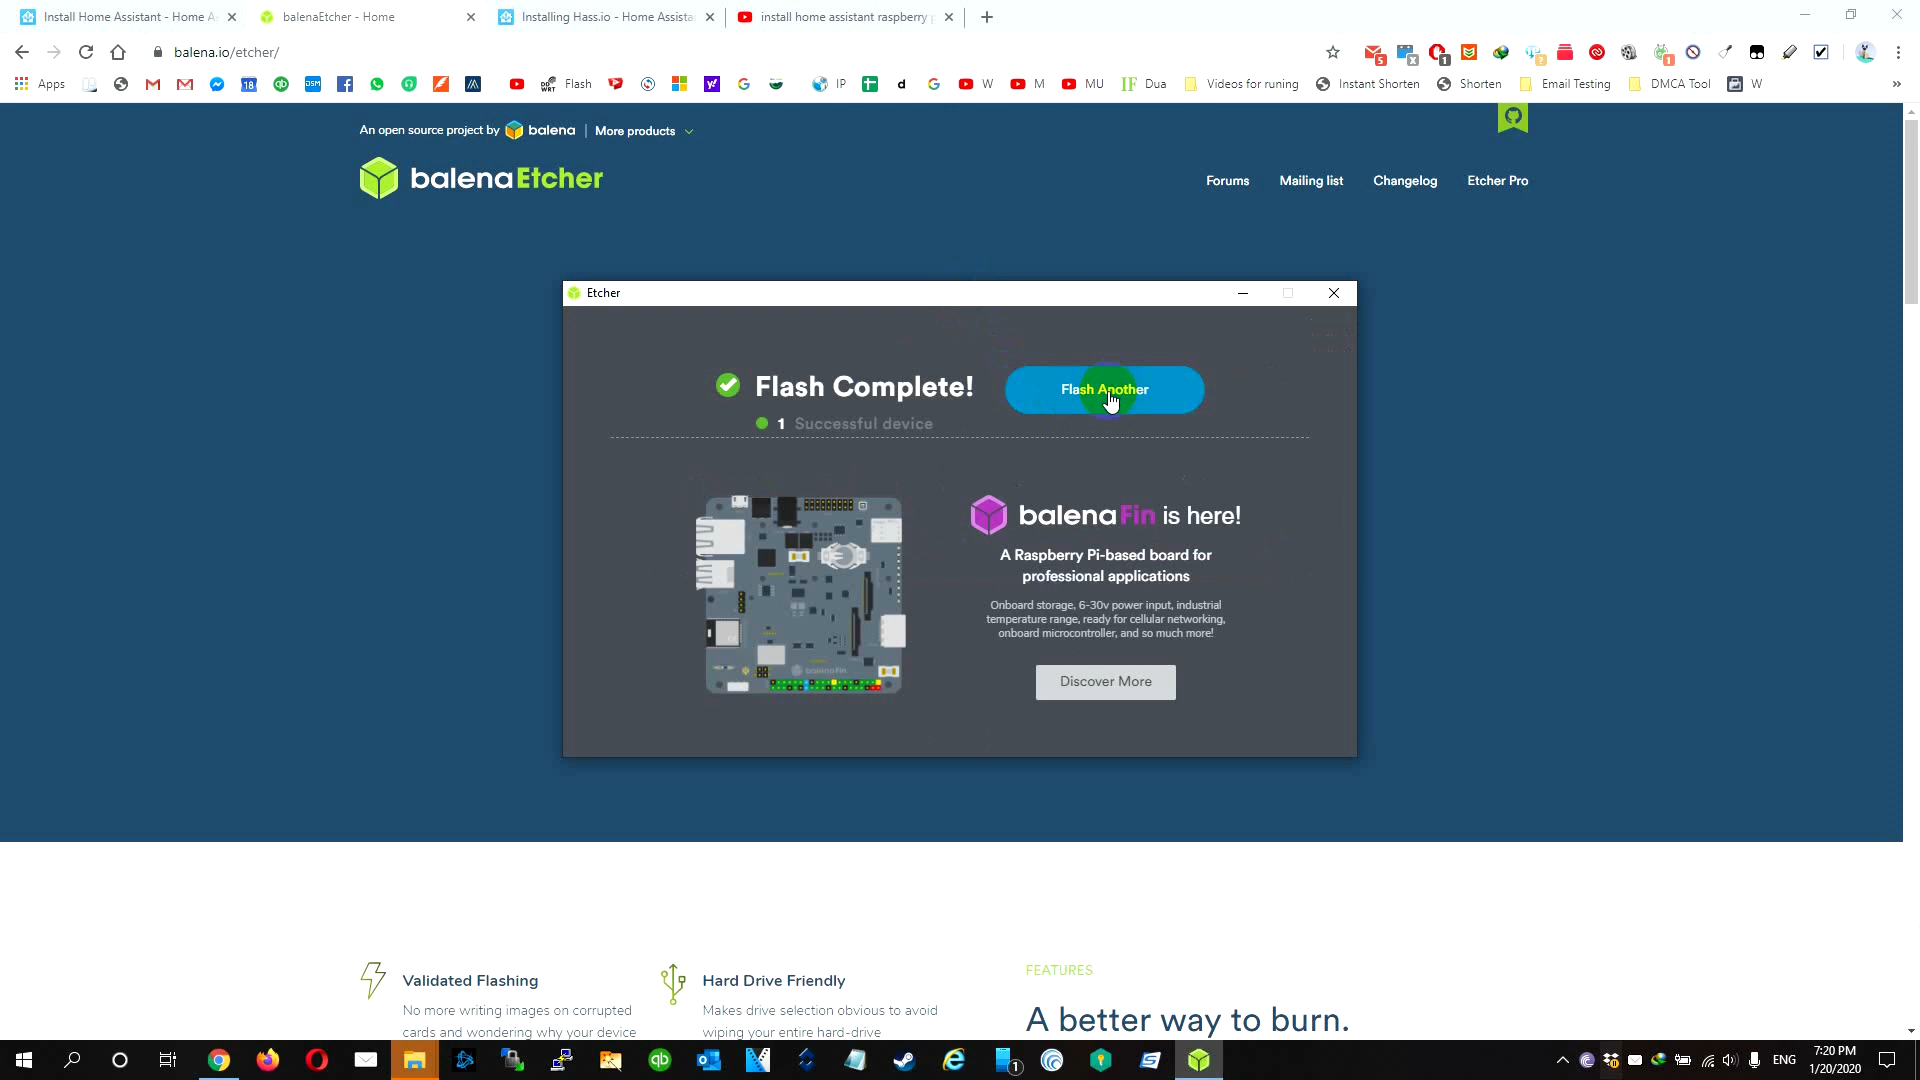 Install Home Assistant - Home A
balenaEtcher - Home
Installing Hass.io - Home Assista
install home assistant raspberry p
balena.io/etcher/
Apps
Flash
IP
W
M
MU
IF
Dua
Videos for runing
Instant Shorten
Shorten
Email Testing
DMCA Tool
W
An open source project by balena
More products
balenaEtcher
Forums
Mailing list
Changelog
Etcher Pro
Etcher
Flash Complete!
Flash Another
1 Successful device
balenaFin is here!
A Raspberry Pi-based board for
professional applications
Onboard storage, 6-30v power input, industrial
temperature range, ready for cellular networking,
onboard microcontroller, and so much more!
Discover More
balenaFin
Validated Flashing
No more writing images on corrupted
cards and wondering why your device
Hard Drive Friendly
Makes drive selection obvious to avoid
wiping your entire hard-drive
FEATURES
A better way to burn.
ENG
7:20 PM
1/20/2020